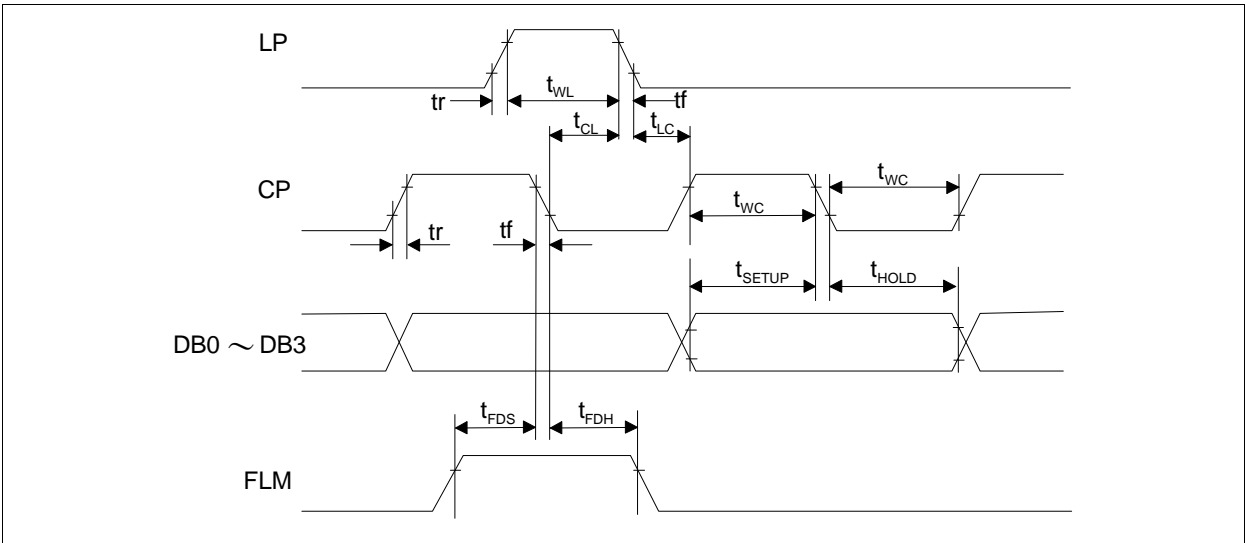 LP
tr
tWL
tf
tCL
tLC
CP
tr
tf
tWC
tWC
tSETUP
tHOLD
DB0 ～ DB3
tFDS
tFDH
FLM